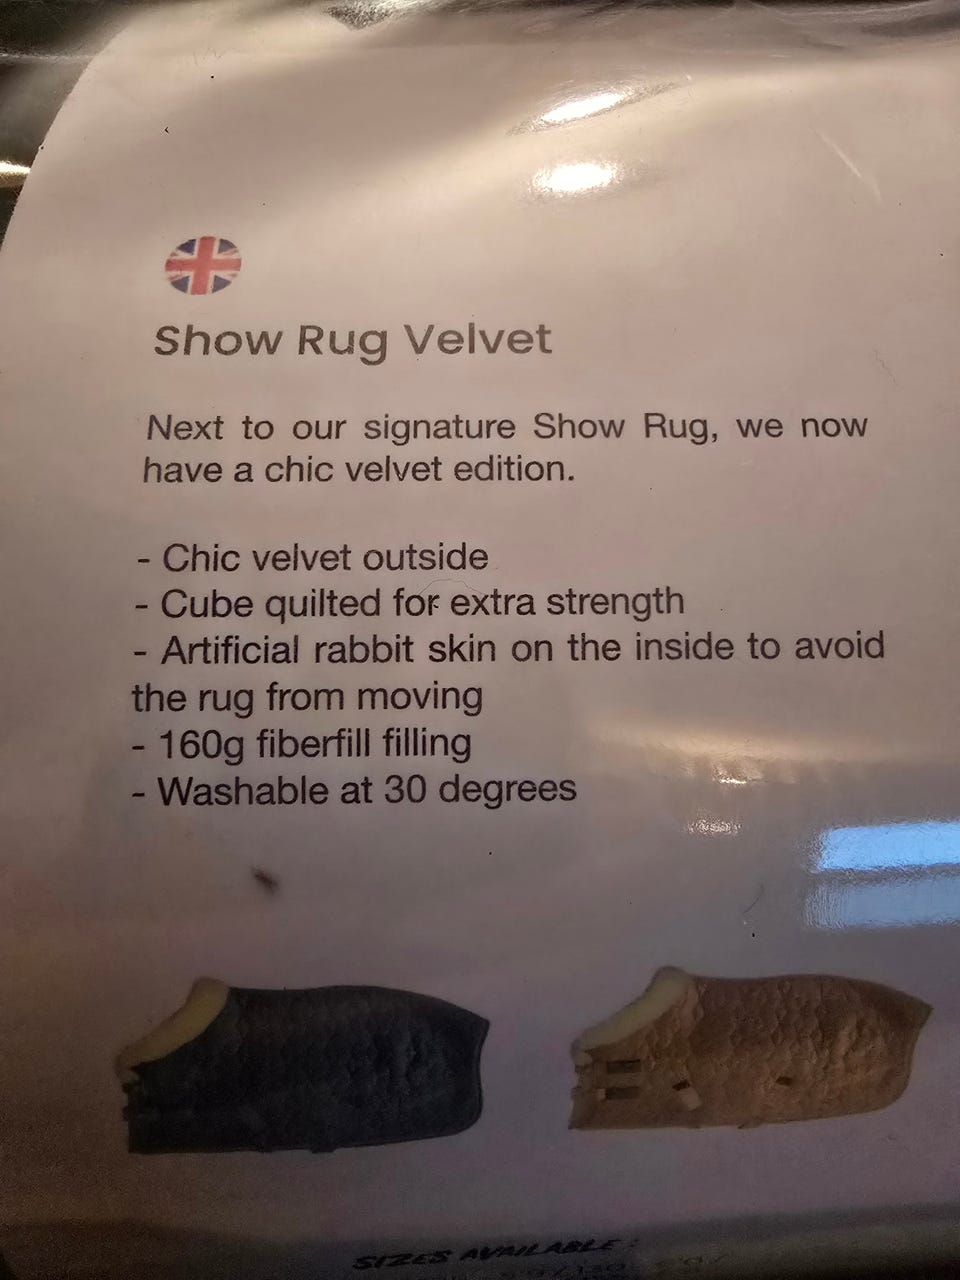 Show Rug Velvet
Next to our signature Show Rug, we now
have a chic velvet edition.
- Chic velvet outside
- Cube quilted for extra strength
- Artificial rabbit skin on the inside to avoid
the rug from moving
- 160g fiberfill filling
- Washable at 30 degrees
SIZES AVAILABLE: